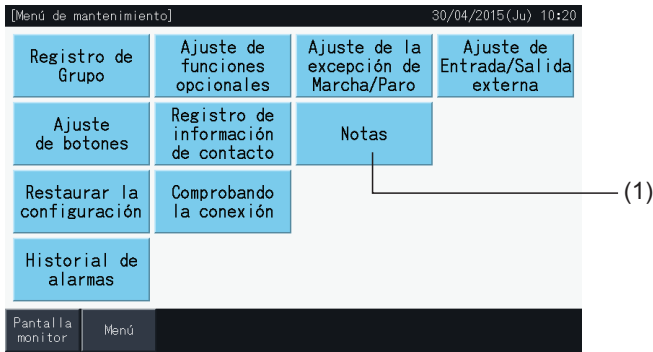 [Menú de mantenimiento] 30/04/2015(Ju) 10:20
Registro de
Grupo
Ajuste de
funciones
opcionales
Ajuste de la
excepción de
Marcha/Paro
Ajuste de
Entrada/Salida
externa
Ajuste
de botones
Registro de
información
de contacto
Notas
(1)
Restaurar la
configuración
Comprobando
la conexión
Historial de
alarmas
Pantalla
monitor
Menú